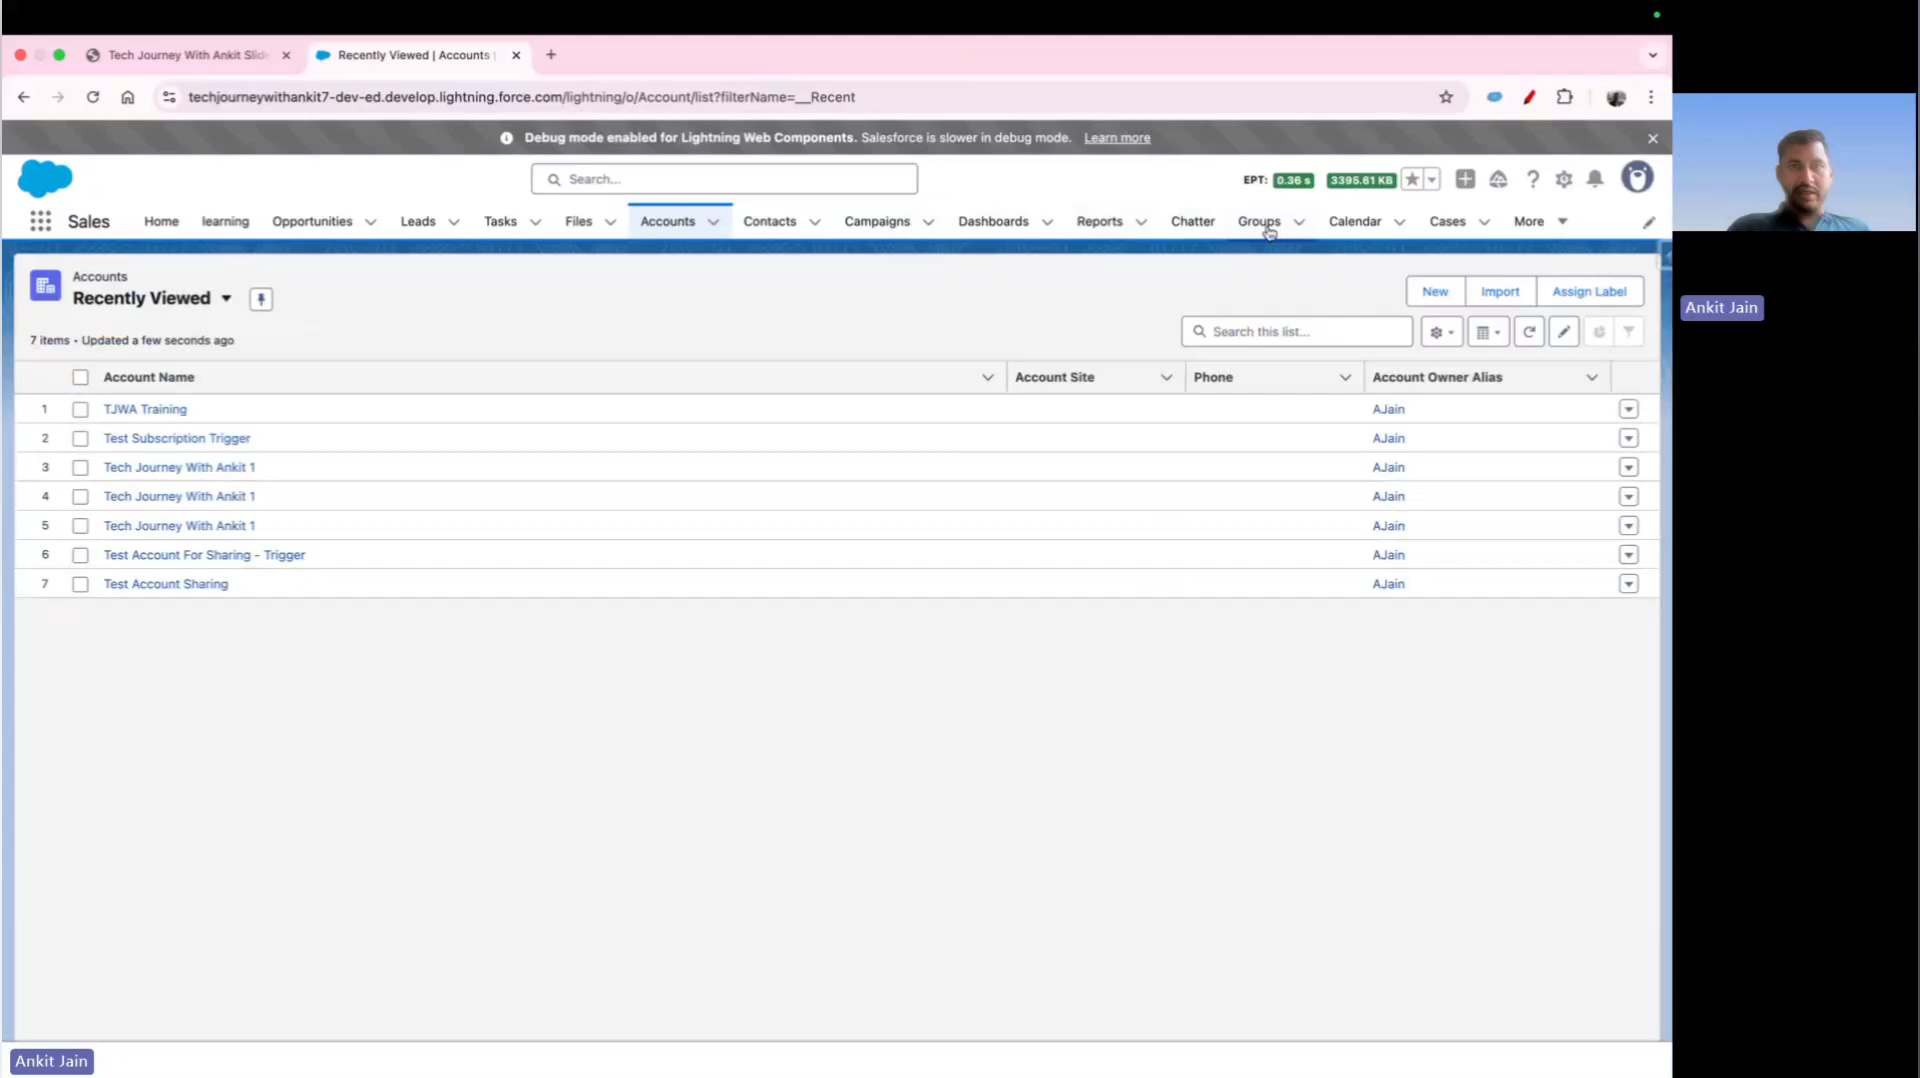 Tech Journey With Ankit Slid
Recently Viewed | Accounts
techjourneywithankit7-dev-ed.develop.lightning.force.com/lightning/o/Account/list?filterName=__Recent
Debug mode enabled for Lightning Web Components. Salesforce is slower in debug mode. Learn more
Search...
EPT: 0.36 s 3395.61 KB
Sales Home learning Opportunities Leads Tasks Files Accounts Contacts Campaigns Dashboards Reports Chatter Groups Calendar Cases More
Accounts
Recently Viewed
New Import Assign Label
Ankit Jain
7 items • Updated a few seconds ago
Search this list...
Account Name Account Site Phone Account Owner Alias
1 TJWA Training AJain
2 Test Subscription Trigger AJain
3 Tech Journey With Ankit 1 AJain
4 Tech Journey With Ankit 1 AJain
5 Tech Journey With Ankit 1 AJain
6 Test Account For Sharing - Trigger AJain
7 Test Account Sharing AJain
Ankit Jain